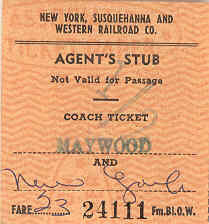 NEW YORK, SUSQUEHANNA AND
WESTERN RAILROAD CO.
AGENT'S STUB
Not Valid for Passage
COACH TICKET
MAYWOOD
AND
New York
FARE 23 24111 Fm.Bl.O.W.